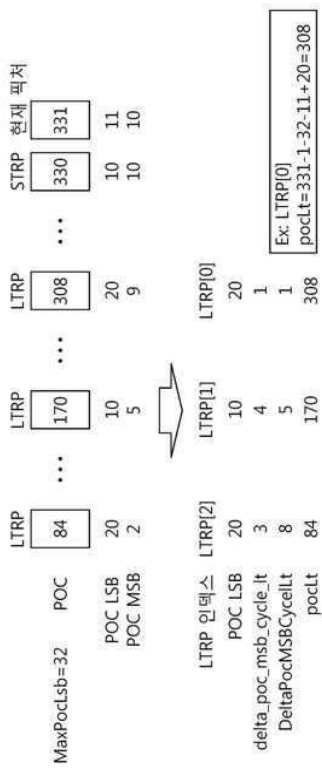 LTRP LTRP LTRP STRP 현재 픽처
MaxPocLsb=32 POC 84 ··· 170 ··· 308 ··· 330 331
POC LSB 20 10 20 10 11
POC MSB 2 5 9 10 10
LTRP 인덱스 LTRP[2] LTRP[1] LTRP[0]
POC LSB 20 10 20
delta_poc_msb_cycle_lt 3 4 1
DeltaPocMSBCycelLt 8 5 1
pocLt 84 170 308
Ex: LTRP[0]
pocLt=331-1-32-11+20=308